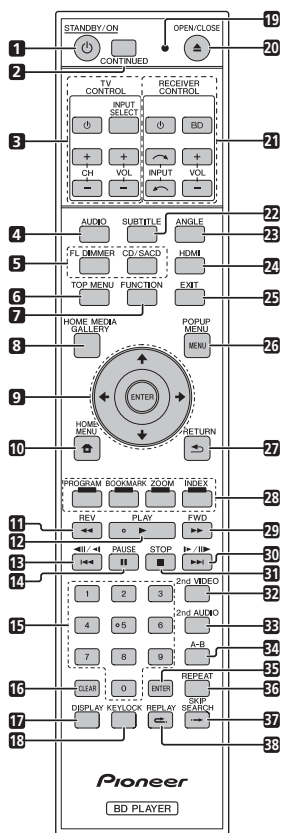 STANDBY/ON
19
OPEN/CLOSE
1
20
2
CONTINUED
TV
CONTROL
RECEIVER
CONTROL
INPUT
SELECT
BD
3
21
+ + + 
CH VOL INPUT VOL
− − −
4
AUDIO
SUBTITLE
22
ANGLE
23
5
FL DIMMER
CD/SACD
HDMI
24
6
TOP MENU
FUNCTION
7
EXIT
25
HOME MEDIA
GALLERY
8
POPUP
MENU
MENU
26
9
ENTER
HOME
MENU
10
RETURN
27
PROGRAM BOOKMARK ZOOM INDEX
28
11
REV
PLAY
FWD
29
12
13
PAUSE
STOP
30
14
31
1 2 3
2nd VIDEO
32
15
4 5 6
2nd AUDIO
33
7 8 9
A-B
34
35
16
CLEAR
0
ENTER
REPEAT
36
17
DISPLAY
KEYLOCK
REPLAY
SKIP
SEARCH
37
18
38
Pioneer
BD PLAYER